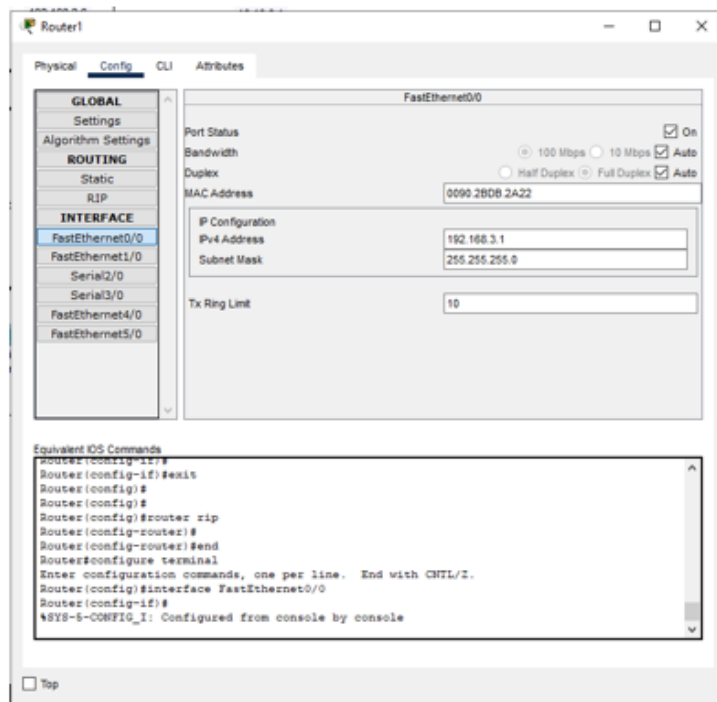 Router1
Physical Config CLI Attributes
GLOBAL
Settings
Algorithm Settings
ROUTING
Static
RIP
INTERFACE
FastEthernet0/0
FastEthernet1/0
Serial2/0
Serial3/0
FastEthernet4/0
FastEthernet5/0
FastEthernet0/0
Port Status On
Bandwidth 100 Mbps 10 Mbps Auto
Duplex Half Duplex Full Duplex Auto
MAC Address 0090.2BDB.2A22
IP Configuration
IPv4 Address 192.168.3.1
Subnet Mask 255.255.255.0
Tx Ring Limit 10
Equivalent IOS Commands
Router(config-if)#
Router(config-if)#exit
Router(config)#
Router(config)#
Router(config)#router rip
Router(config-router)#
Router(config-router)#end
Router#configure terminal
Enter configuration commands, one per line. End with CNTL/Z.
Router(config)#interface FastEthernet0/0
Router(config-if)#
%SYS-5-CONFIG_I: Configured from console by console
Top